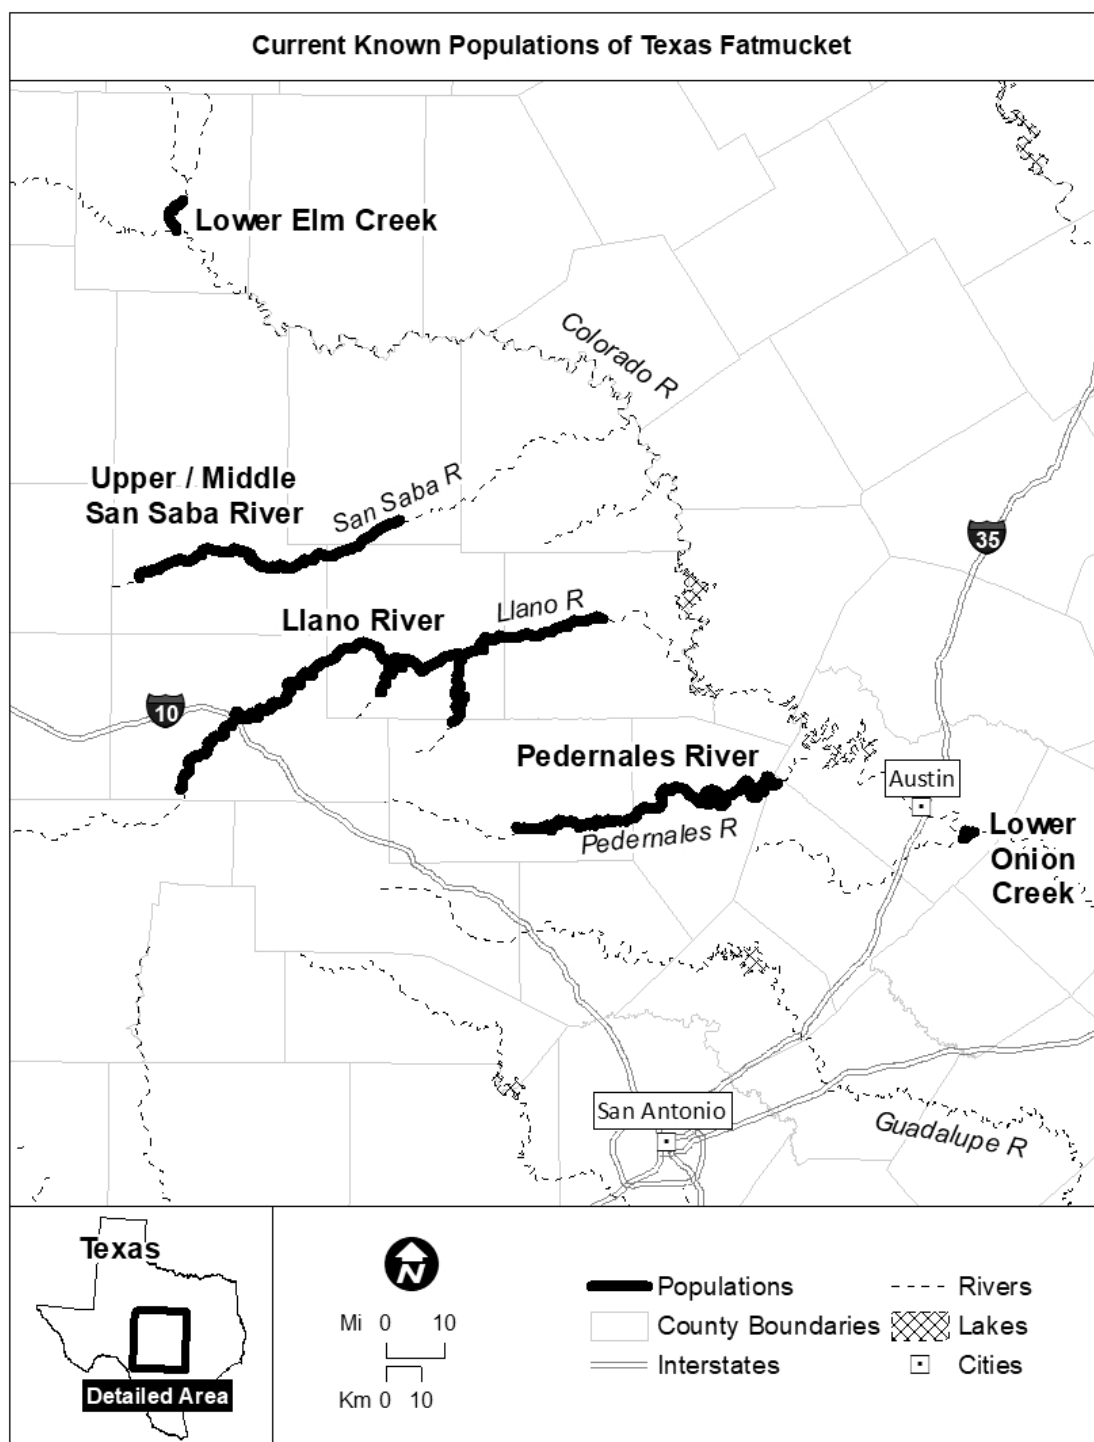 Current Known Populations of Texas Fatmucket
Lower Elm Creek
Colorado R
Upper / Middle
San Saba River
San Saba R
35
Llano River
Llano R
10
Pedernales River
Austin
Pedernales R
Lower
Onion
Creek
San Antonio
Guadalupe R
Texas
Detailed Area
N
Mi 0 10
Km 0 10
Populations
County Boundaries
Interstates
Rivers
Lakes
Cities